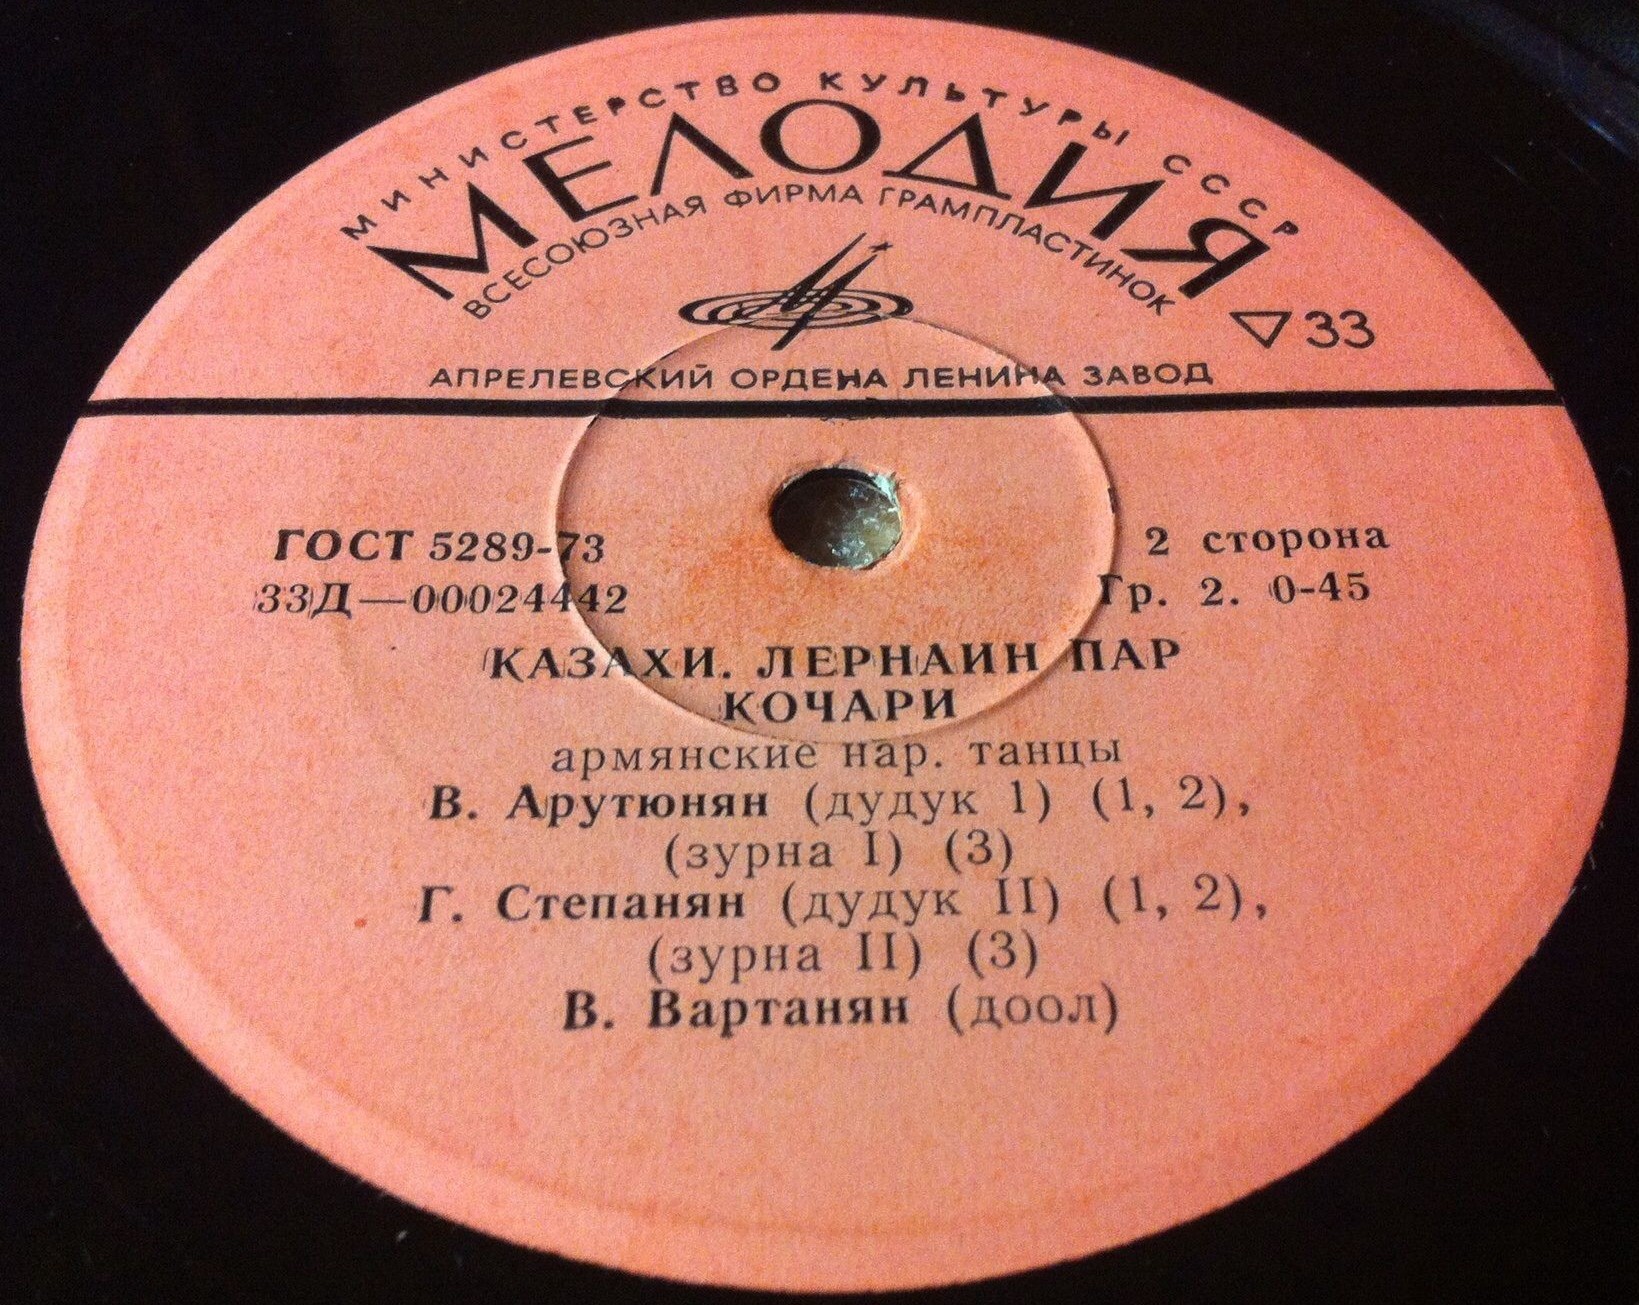 МИНИСТЕРСТВО КУЛЬТУРЫ СССР
МЕЛОДИЯ
ВСЕСОЮЗНАЯ ФИРМА ГРАМПЛАСТИНОК
▽33
АПРЕЛЕВСКИЙ ОРДЕНА ЛЕНИНА ЗАВОД
ГОСТ 5289-73
2 сторона
33Д—00024442
Гр. 2. 0-45
КАЗАХИ. ЛЕРНАИН ПАР
КОЧАРИ
армянские нар. танцы
В. Арутюнян (дудук 1) (1, 2),
(зурна I) (3)
Г. Степанян (дудук II) (1, 2),
(зурна II) (3)
В. Вартанян (доол)